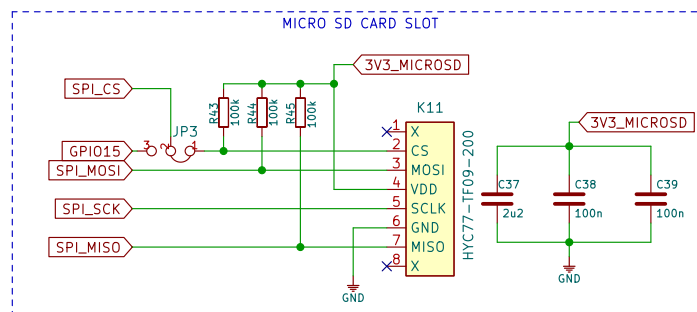 MICRO SD CARD SLOT
3V3_MICROSD
SPI_CS
R43
100k
R44
100k
R45
100k
K11
3V3_MICROSD
JP3
GPIO15
3
2
1
SPI_MOSI
SPI_SCK
SPI_MISO
1 X
2 CS
3 MOSI
4 VDD
5 SCLK
6 GND
7 MISO
8 X
HYC77-TF09-200
GND
C37
2u2
C38
100n
C39
100n
GND